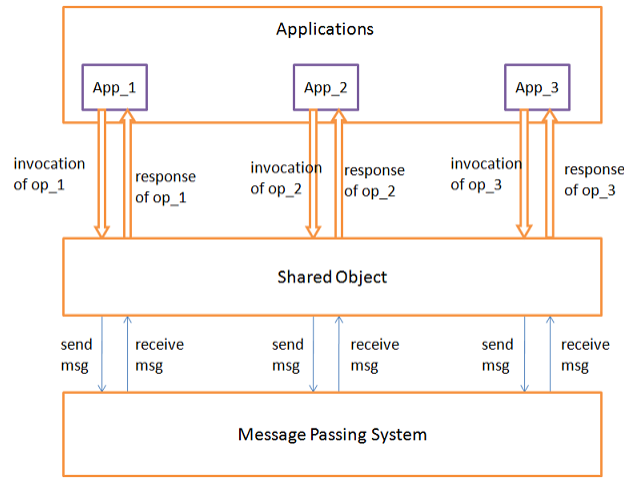 Applications
App_1
App_2
App_3
invocation
of op_1
response
of op_1
invocation
of op_2
response
of op_2
invocation
of op_3
response
of op_3
Shared Object
send
msg
receive
msg
send
msg
receive
msg
send
msg
receive
msg
Message Passing System